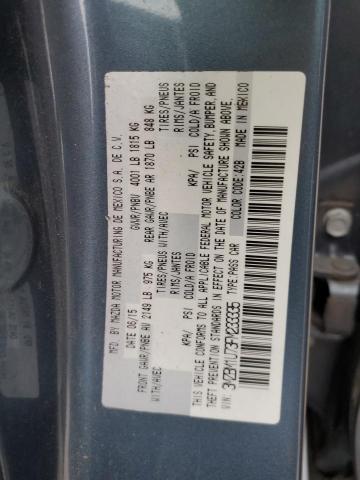 MFD. BY MAZDA MOTOR MANUFACTURING DE MEXICO S.A. DE C.V.
DATE 06/15 GVWR/PNBV 4001 LB 1815 KG
FRONT GAWR/PNBE AV 2149 LB 975 KG REAR GAWR/PNBE AR 1870 LB 848 KG
WITH/AVEC TIRES/PNEUS WITH/AVEC TIRES/PNEUS
RIMS/JANTES RIMS/JANTES
KPA/ PSI COLD/A FROID KPA/ PSI COLD/A FROID
THIS VEHICLE CONFORMS TO ALL APPLICABLE FEDERAL MOTOR VEHICLE SAFETY, BUMPER, AND
THEFT PREVENTION STANDARDS IN EFFECT ON THE DATE OF MANUFACTURE SHOWN ABOVE.
TYPE: PASS CAR COLOR CODE: 42B
MADE IN MEXICO